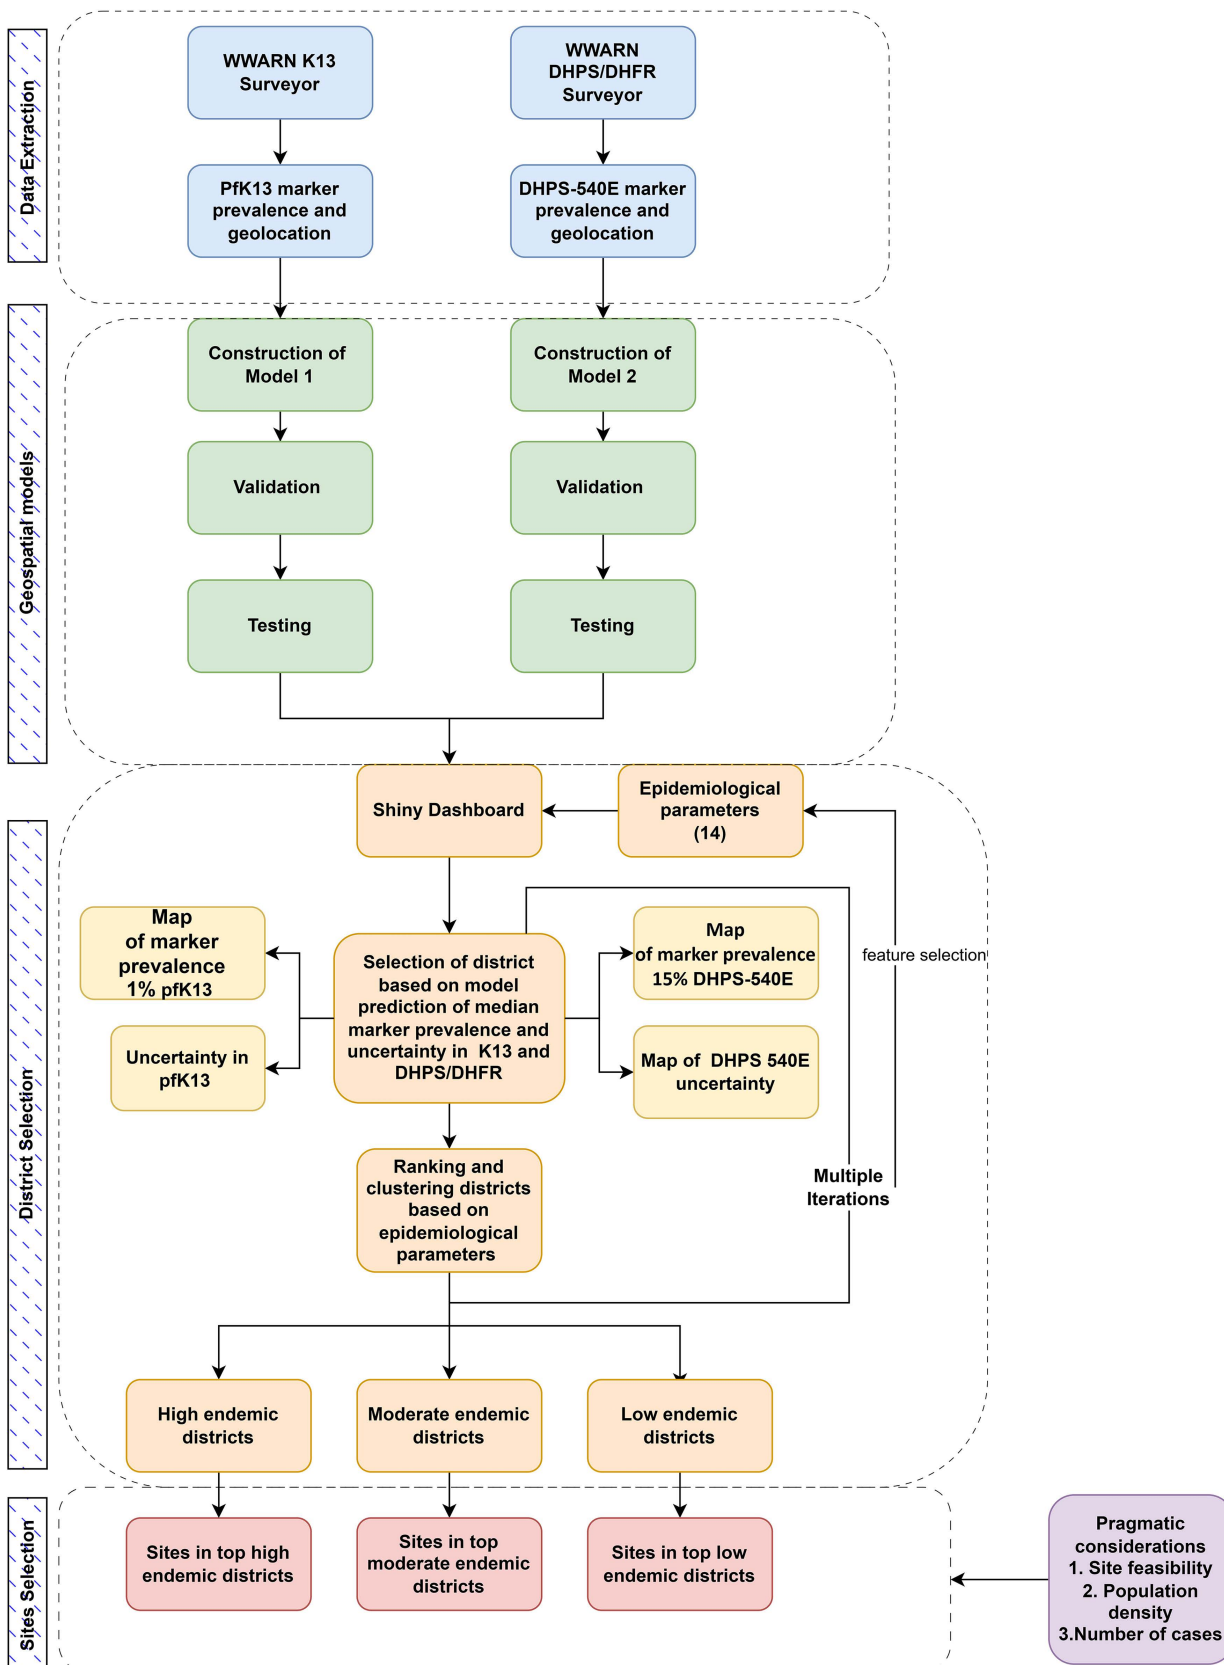 Data Extraction
WWARN K13
Surveyor
WWARN
DHPS/DHFR
Surveyor
PfK13 marker
prevalence and
geolocation
DHPS-540E marker
prevalence and
geolocation
Geospatial models
Construction of
Model 1
Construction of
Model 2
Validation
Validation
Testing
Testing
District Selection
Shiny Dashboard
Epidemiological
parameters
(14)
Map
of marker
prevalence
1% pfK13
Uncertainty in
pfK13
Selection of district
based on model
prediction of median
marker prevalence and
uncertainty in K13 and
DHPS/DHFR
Map
of marker prevalence
15% DHPS-540E
Map of DHPS 540E
uncertainty
feature selection
Multiple
Iterations
Ranking and
clustering districts
based on
epidemiological
parameters
High endemic
districts
Moderate endemic
districts
Low endemic
districts
Sites Selection
Sites in top high
endemic districts
Sites in top
moderate endemic
districts
Sites in top low
endemic districts
Pragmatic
considerations
1. Site feasibility
2. Population
density
3.Number of cases